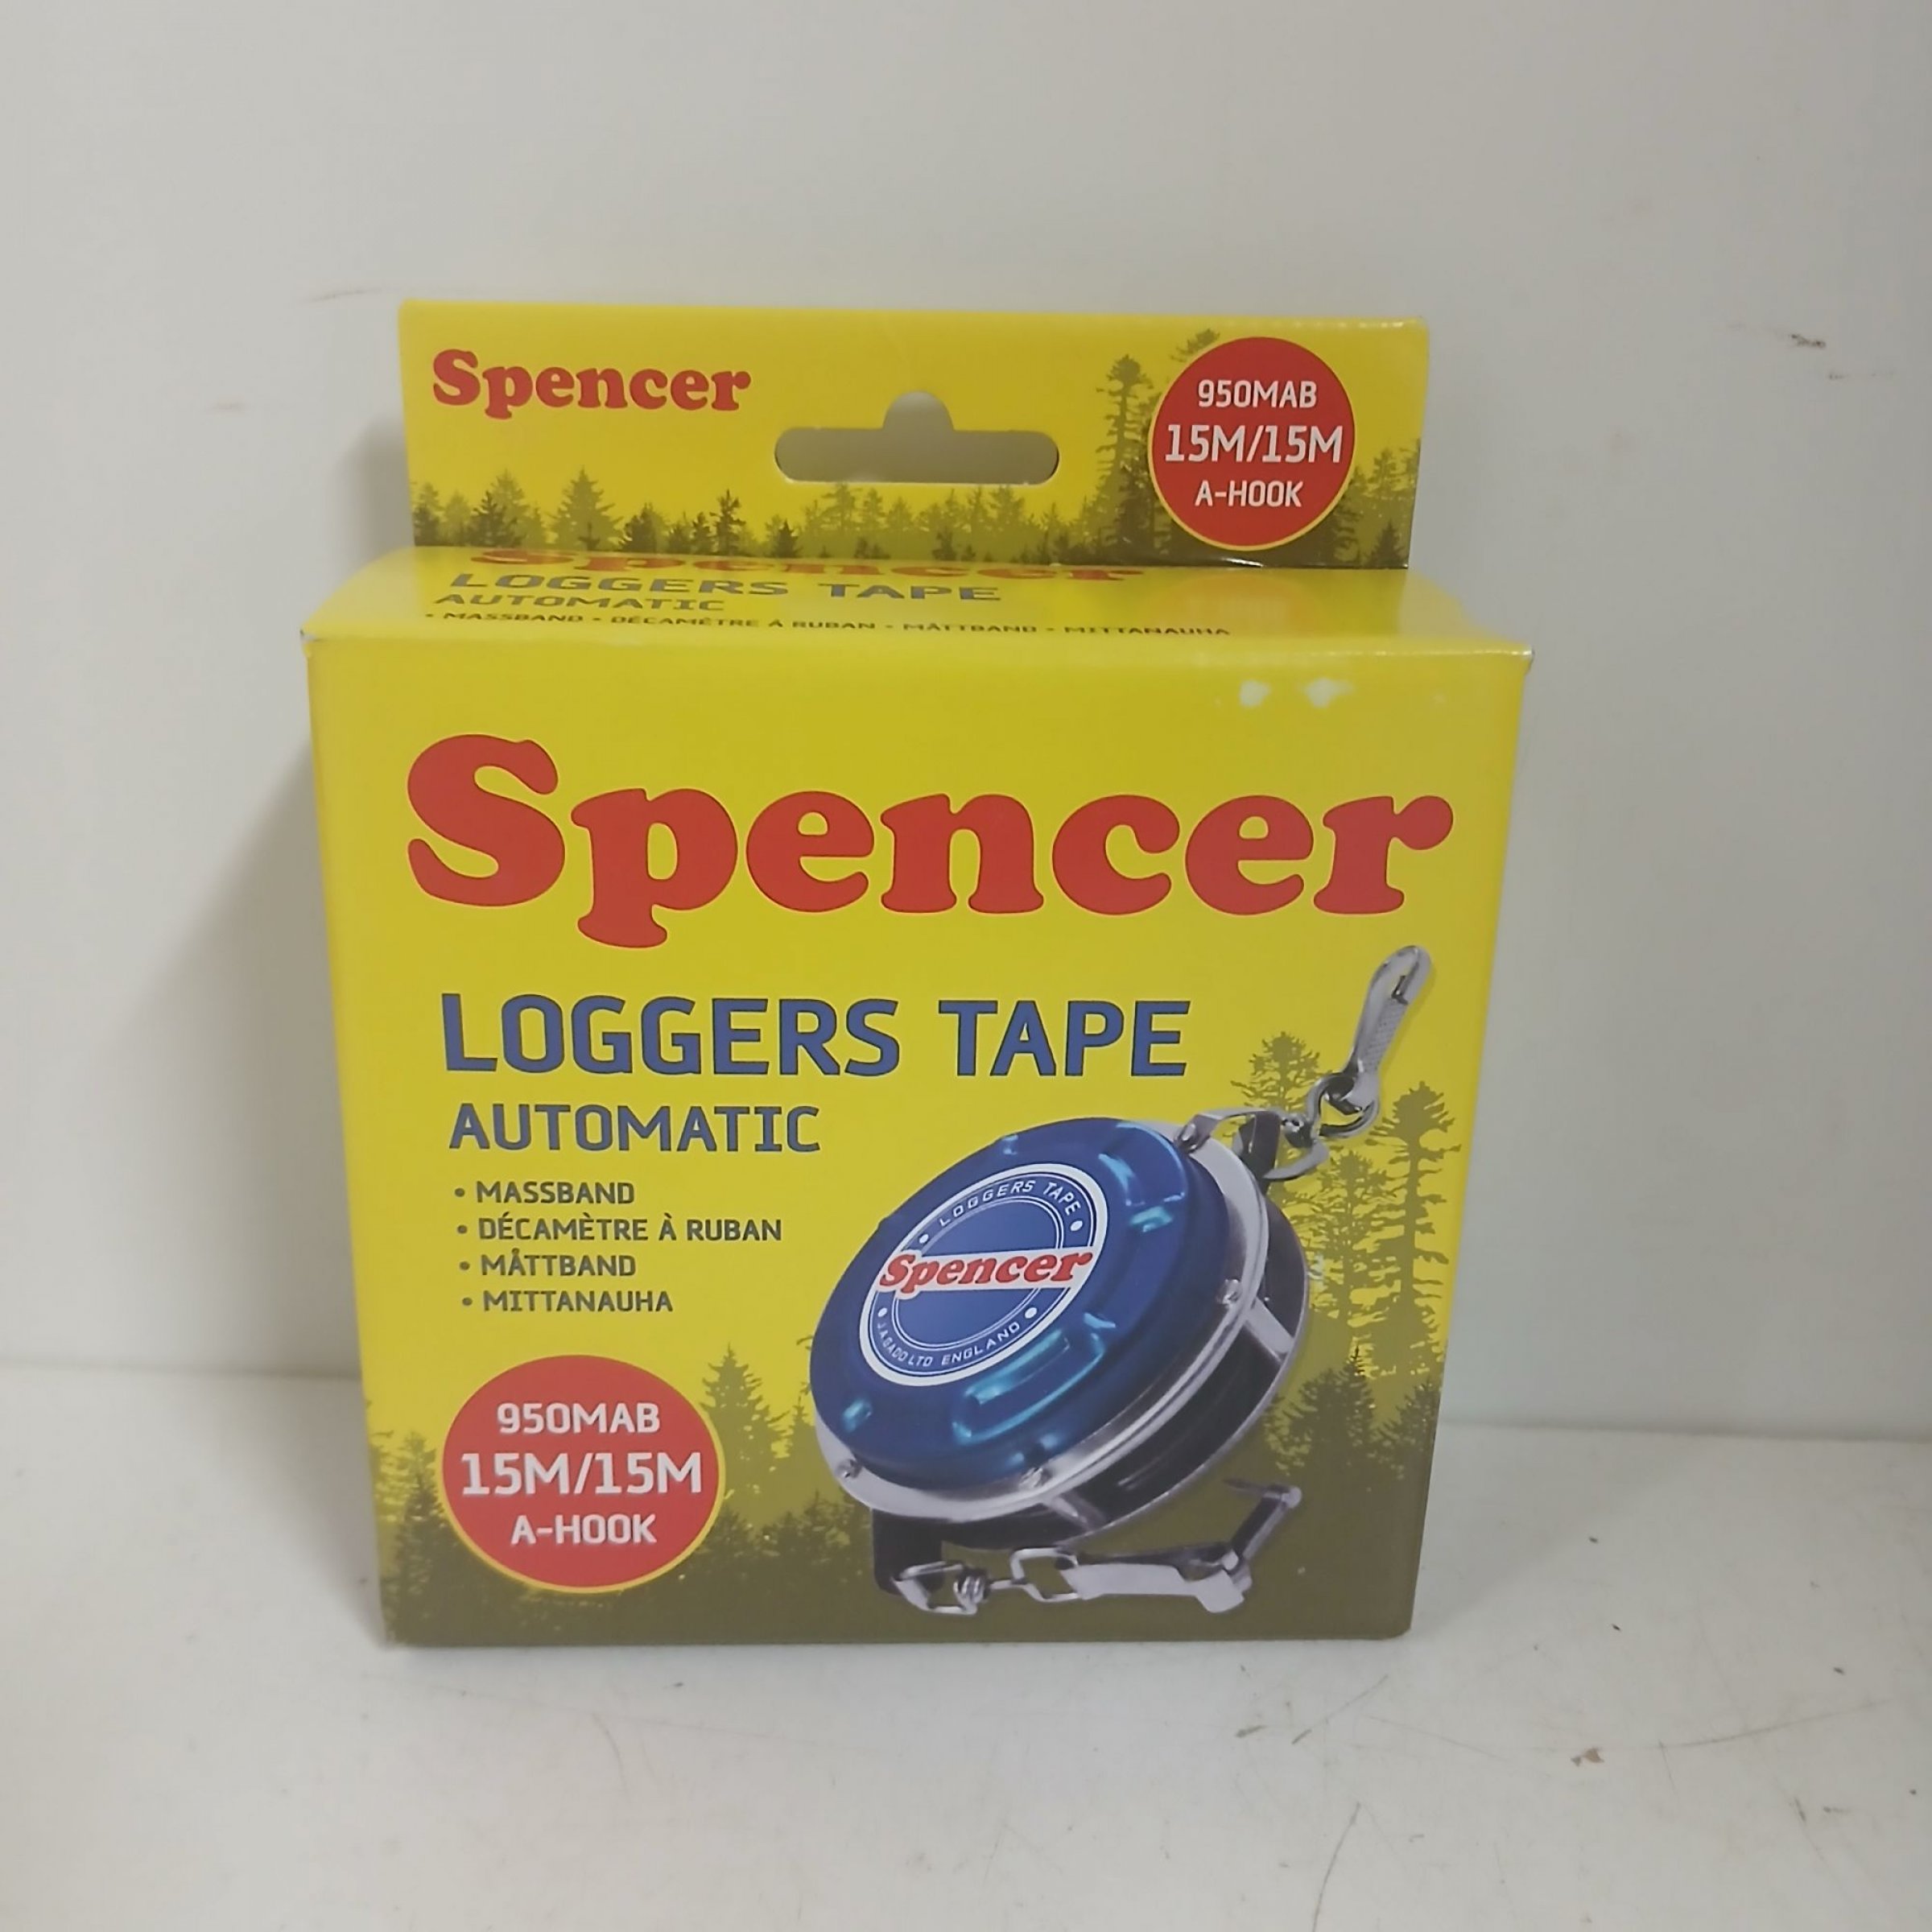 Spencer
950MAB
15M/15M
A-HOOK
Spencer
LOGGERS TAPE
AUTOMATIC
• MASSBAND • DÉCAMÈTRE À RUBAN • MÅTTBAND • MITTANAUHA
Spencer
LOGGERS TAPE
AUTOMATIC
• MASSBAND
• DÉCAMÈTRE À RUBAN
• MÅTTBAND
• MITTANAUHA
950MAB
15M/15M
A-HOOK
• LOGGERS TAPE •
Spencer
• JAGADO LTD ENGLAND •